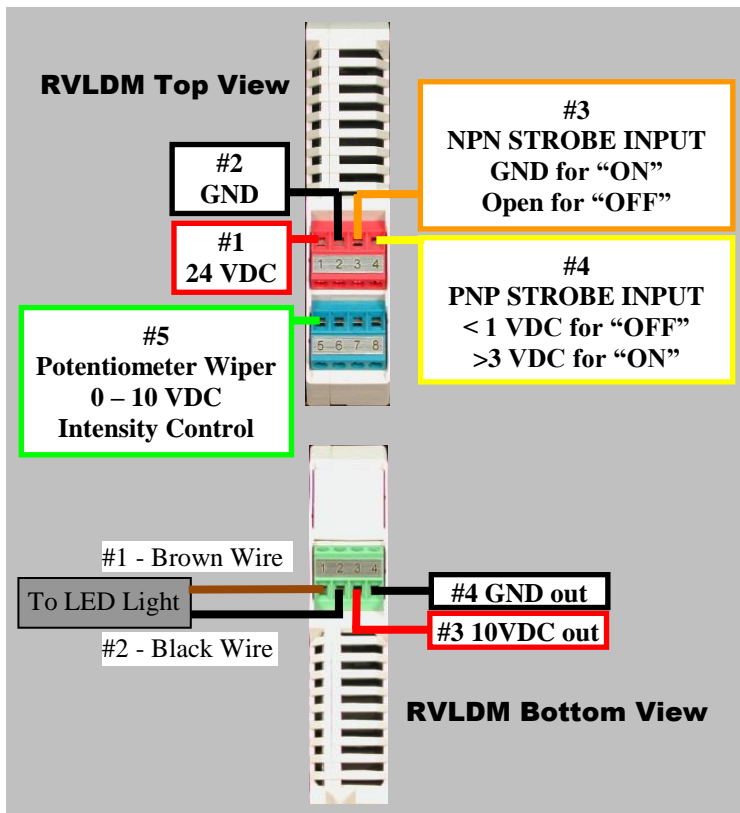 RVLDM Top View
#3
NPN STROBE INPUT
GND for “ON”
Open for “OFF”
#2
GND
#1
24 VDC
1 2 3 4
#4
PNP STROBE INPUT
< 1 VDC for “OFF”
>3 VDC for “ON”
#5
Potentiometer Wiper
0 – 10 VDC
Intensity Control
5 6 7 8
#1 - Brown Wire
1 2 3 4
To LED Light
#4 GND out
#3 10VDC out
#2 - Black Wire
RVLDM Bottom View